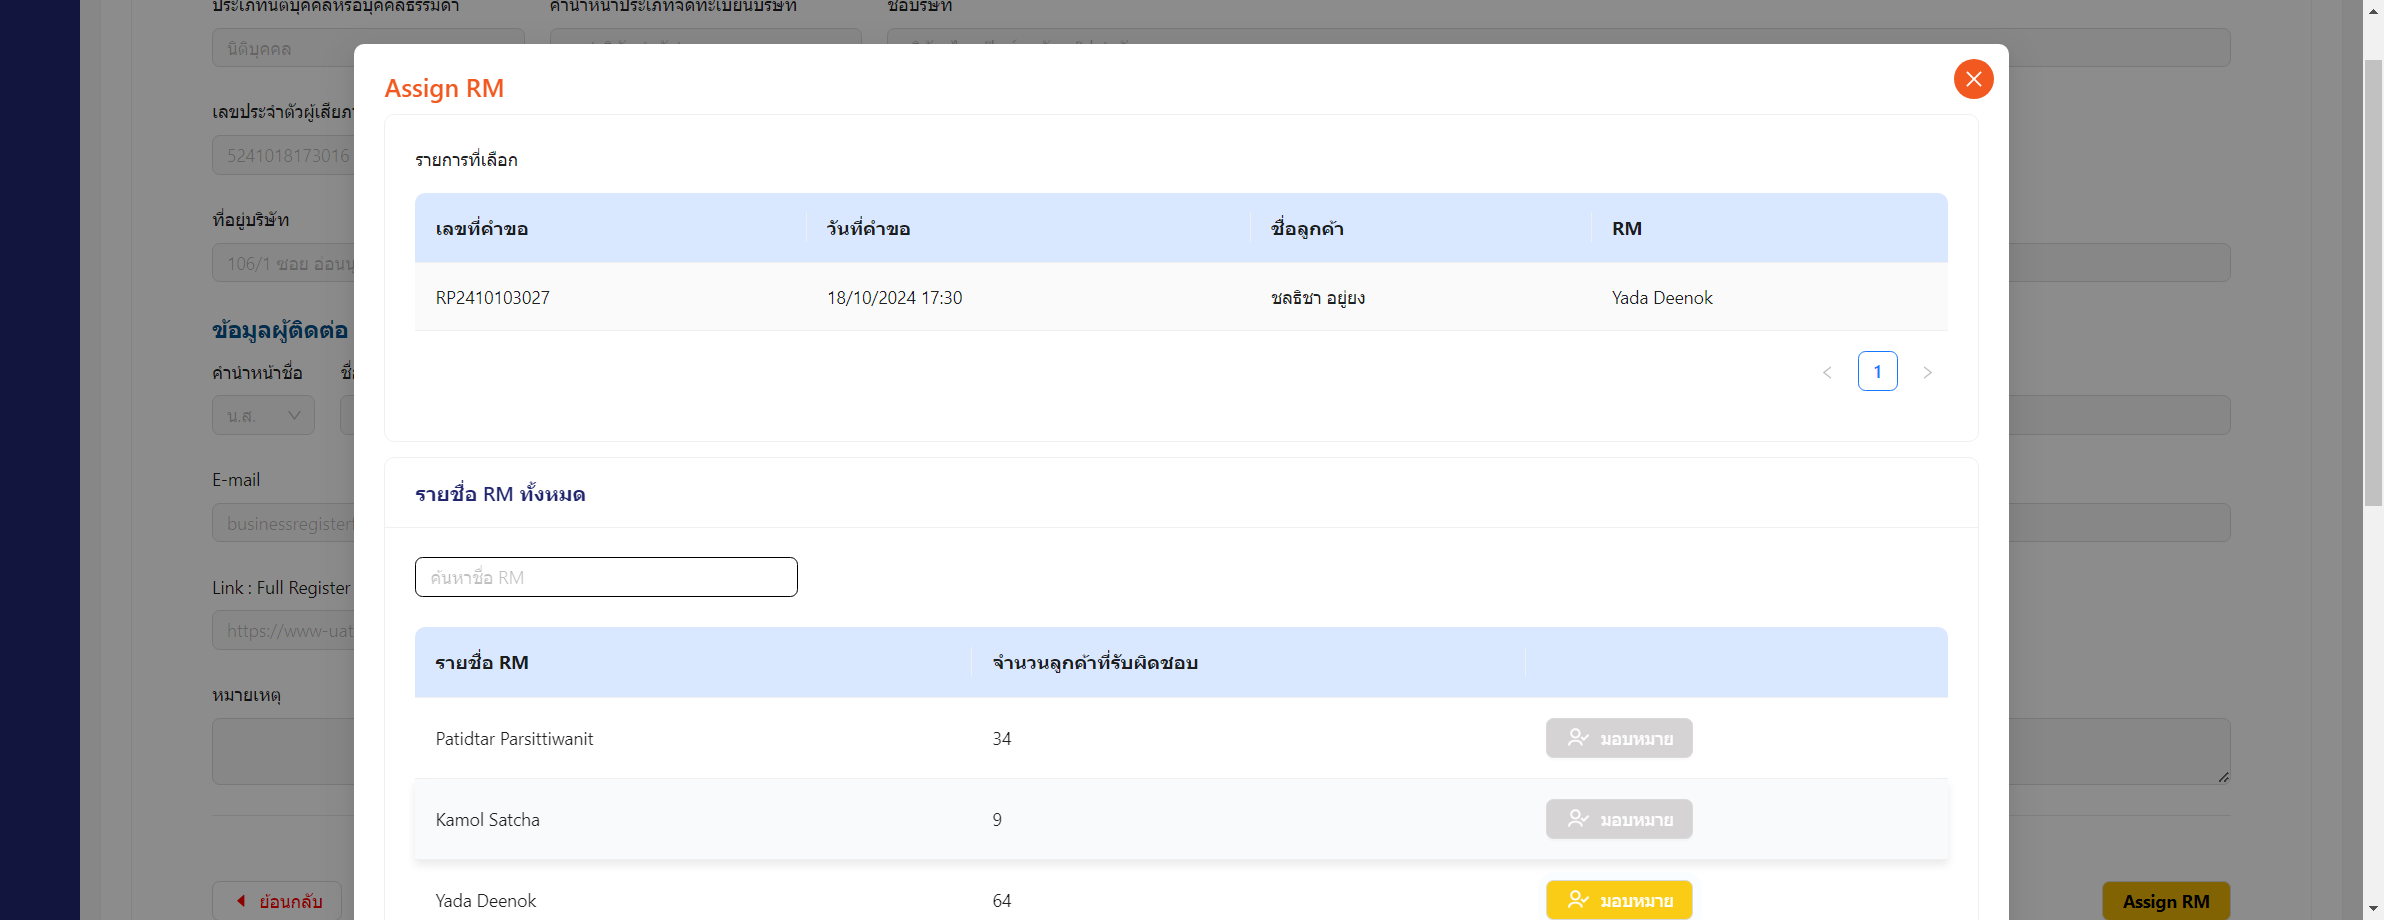 ประเภทนิติบุคคลหรือบุคคลธรรมดา คำนำหน้าประเภทจดทะเบียนบริษัท ชื่อบริษัท
นิติบุคคล
Assign RM
เลขประจำตัวผู้เสียภ
5241018173016
รายการที่เลือก
ที่อยู่บริษัท
เลขที่คำขอ วันที่คำขอ ชื่อลูกค้า RM
106/1 ซอย อ่อนนุ
RP2410103027 18/10/2024 17:30 ชลธิชา อยู่ยง Yada Deenok
ข้อมูลผู้ติดต่อ
คำนำหน้าชื่อ ชื่
1
น.ส.
E-mail
รายชื่อ RM ทั้งหมด
businessregister
ค้นหาชื่อ RM
Link : Full Register
https://www-uat
รายชื่อ RM จำนวนลูกค้าที่รับผิดชอบ
หมายเหตุ
Patidtar Parsittiwanit 34 มอบหมาย
Kamol Satcha 9 มอบหมาย
Yada Deenok 64 มอบหมาย
ย้อนกลับ Assign RM